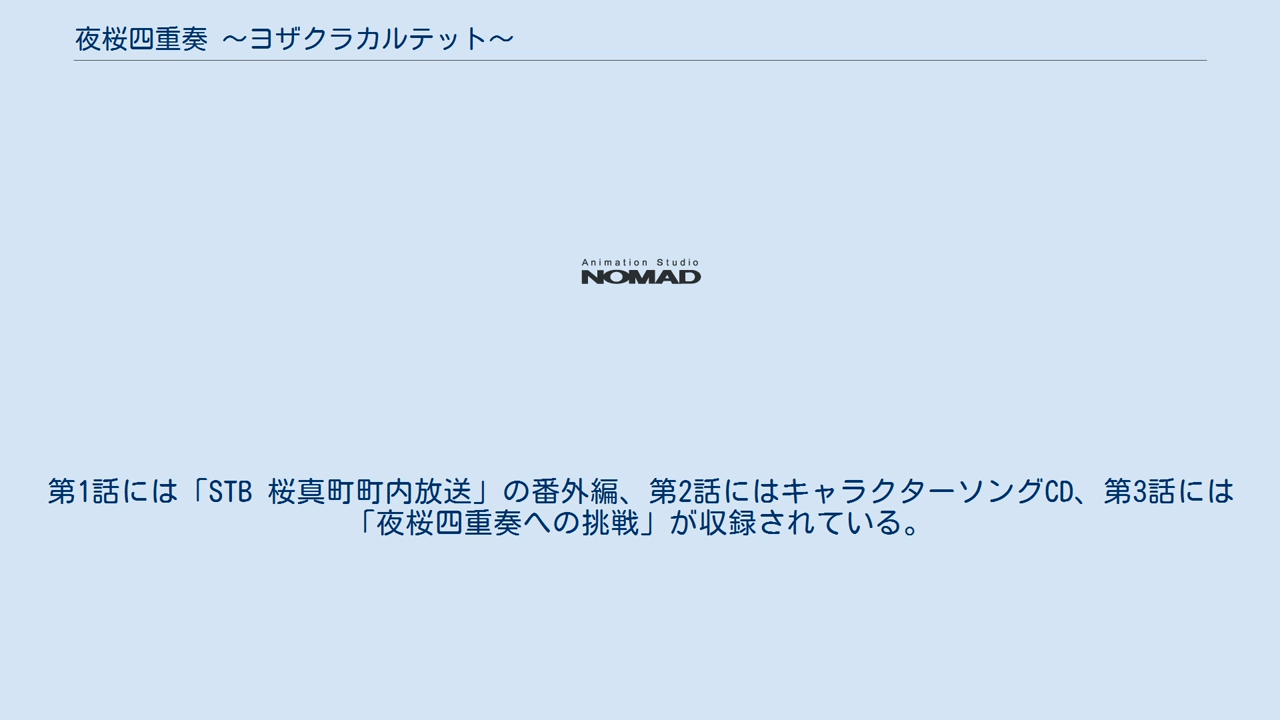 夜桜四重奏 ～ヨザクラカルテット～
Animation Studio
NOMAD
第1話には「STB 桜真町町内放送」の番外編、第2話にはキャラクターソングCD、第3話には
「夜桜四重奏への挑戦」が収録されている。